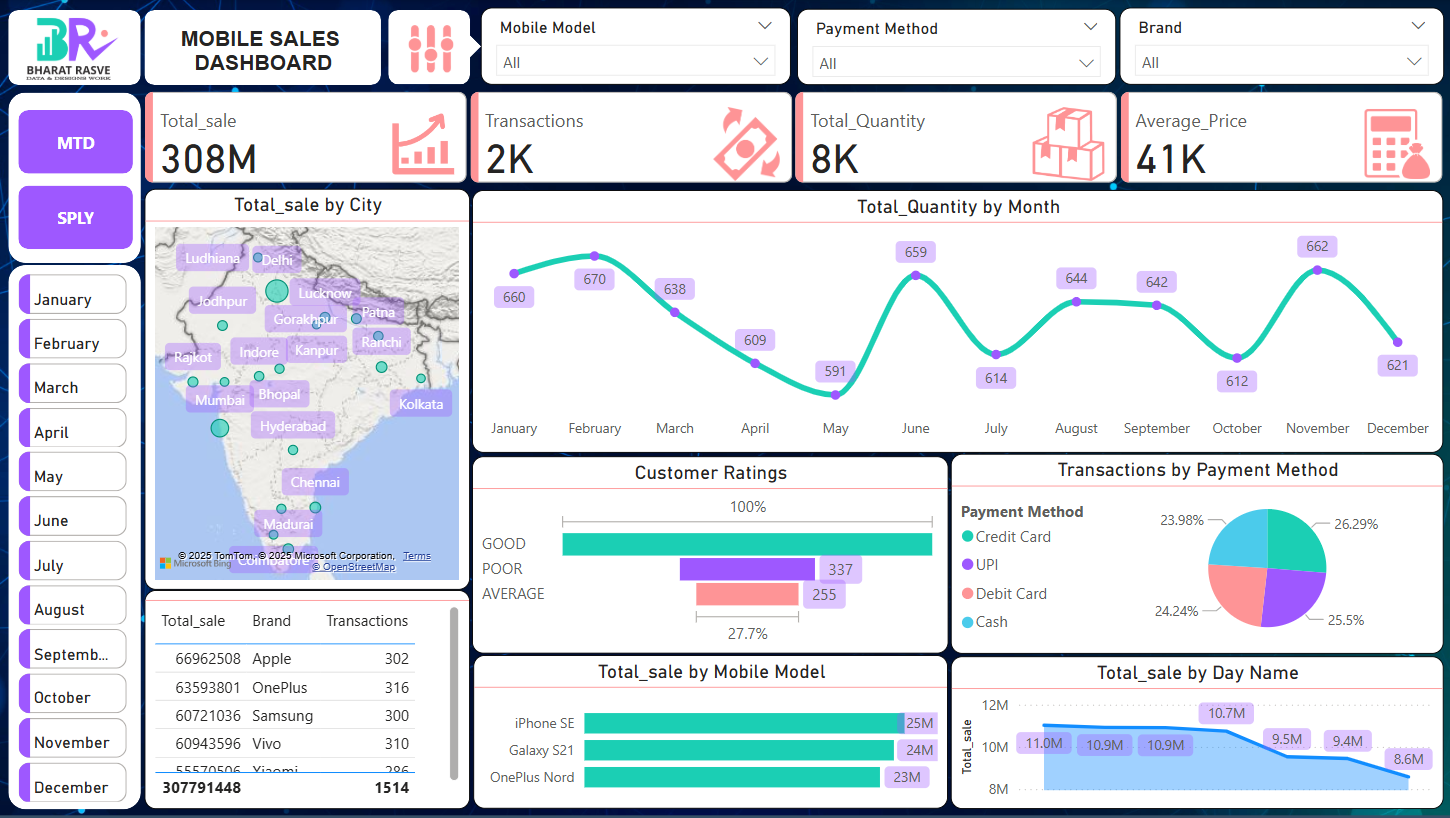 BR
BHARAT RASVE
DATA & DESIGNS WORK
MOBILE SALES
DASHBOARD
Mobile Model
All
Payment Method
All
Brand
All
MTD
SPLY
Total_sale
308M
Transactions
2K
Total_Quantity
8K
Average_Price
41K
January
February
March
April
May
June
July
August
Septemb...
October
November
December
Total_sale by City
Ludhiana
Delhi
Jodhpur
Lucknow
Gorakhpur
Patna
Rajkot
Indore
Kanpur
Ranchi
Mumbai
Bhopal
Kolkata
Hyderabad
Chennai
Madurai
Coimbatore
© 2025 TomTom, © 2025 Microsoft Corporation, Terms
Microsoft Bing
© OpenStreetMap
Total_Quantity by Month
660
670
638
609
591
659
614
644
642
612
662
621
January February March April May June July August September October November December
Customer Ratings
100%
GOOD
POOR 337
AVERAGE 255
27.7%
Transactions by Payment Method
Payment Method
Credit Card
UPI
Debit Card
Cash
23.98%
26.29%
24.24%
25.5%
Total_sale Brand Transactions
66962508 Apple 302
63593801 OnePlus 316
60721036 Samsung 300
60943596 Vivo 310
55570506 Xiaomi 286
307791448 1514
Total_sale by Mobile Model
iPhone SE 25M
Galaxy S21 24M
OnePlus Nord 23M
Total_sale by Day Name
Total_sale
12M
10M
8M
11.0M
10.9M
10.9M
10.7M
9.5M
9.4M
8.6M